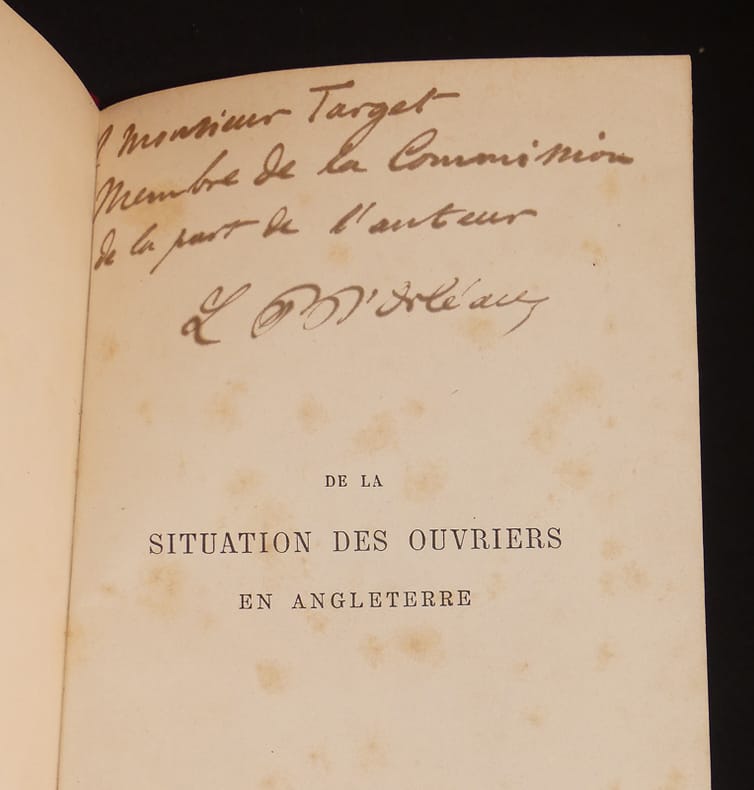 à Monsieur Target
Membre de la Commission
de la part de l'auteur
L P d'Orléans
DE LA
SITUATION DES OUVRIERS
EN ANGLETERRE